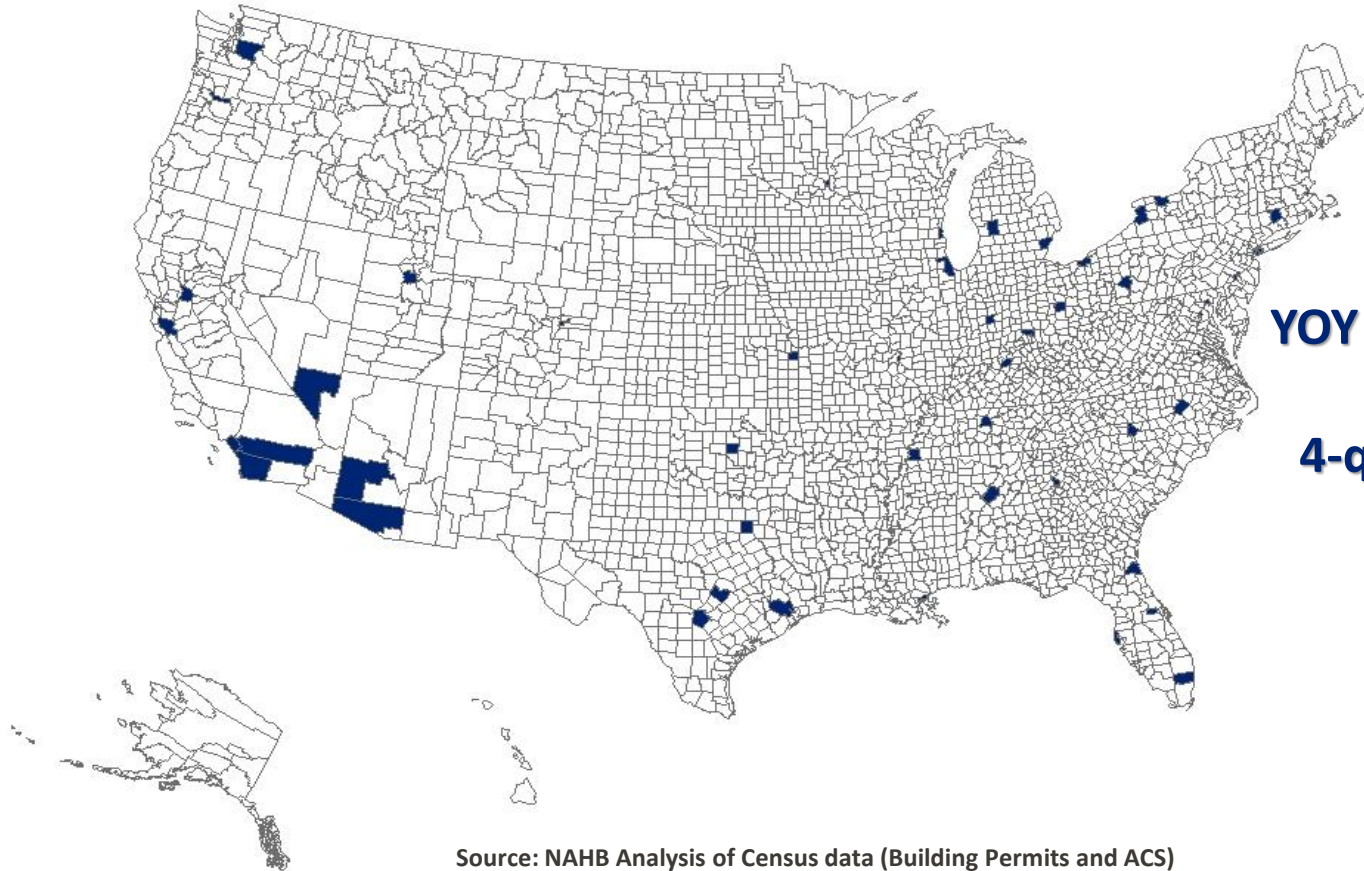 YOY
4-q
Source: NAHB Analysis of Census data (Building Permits and ACS)